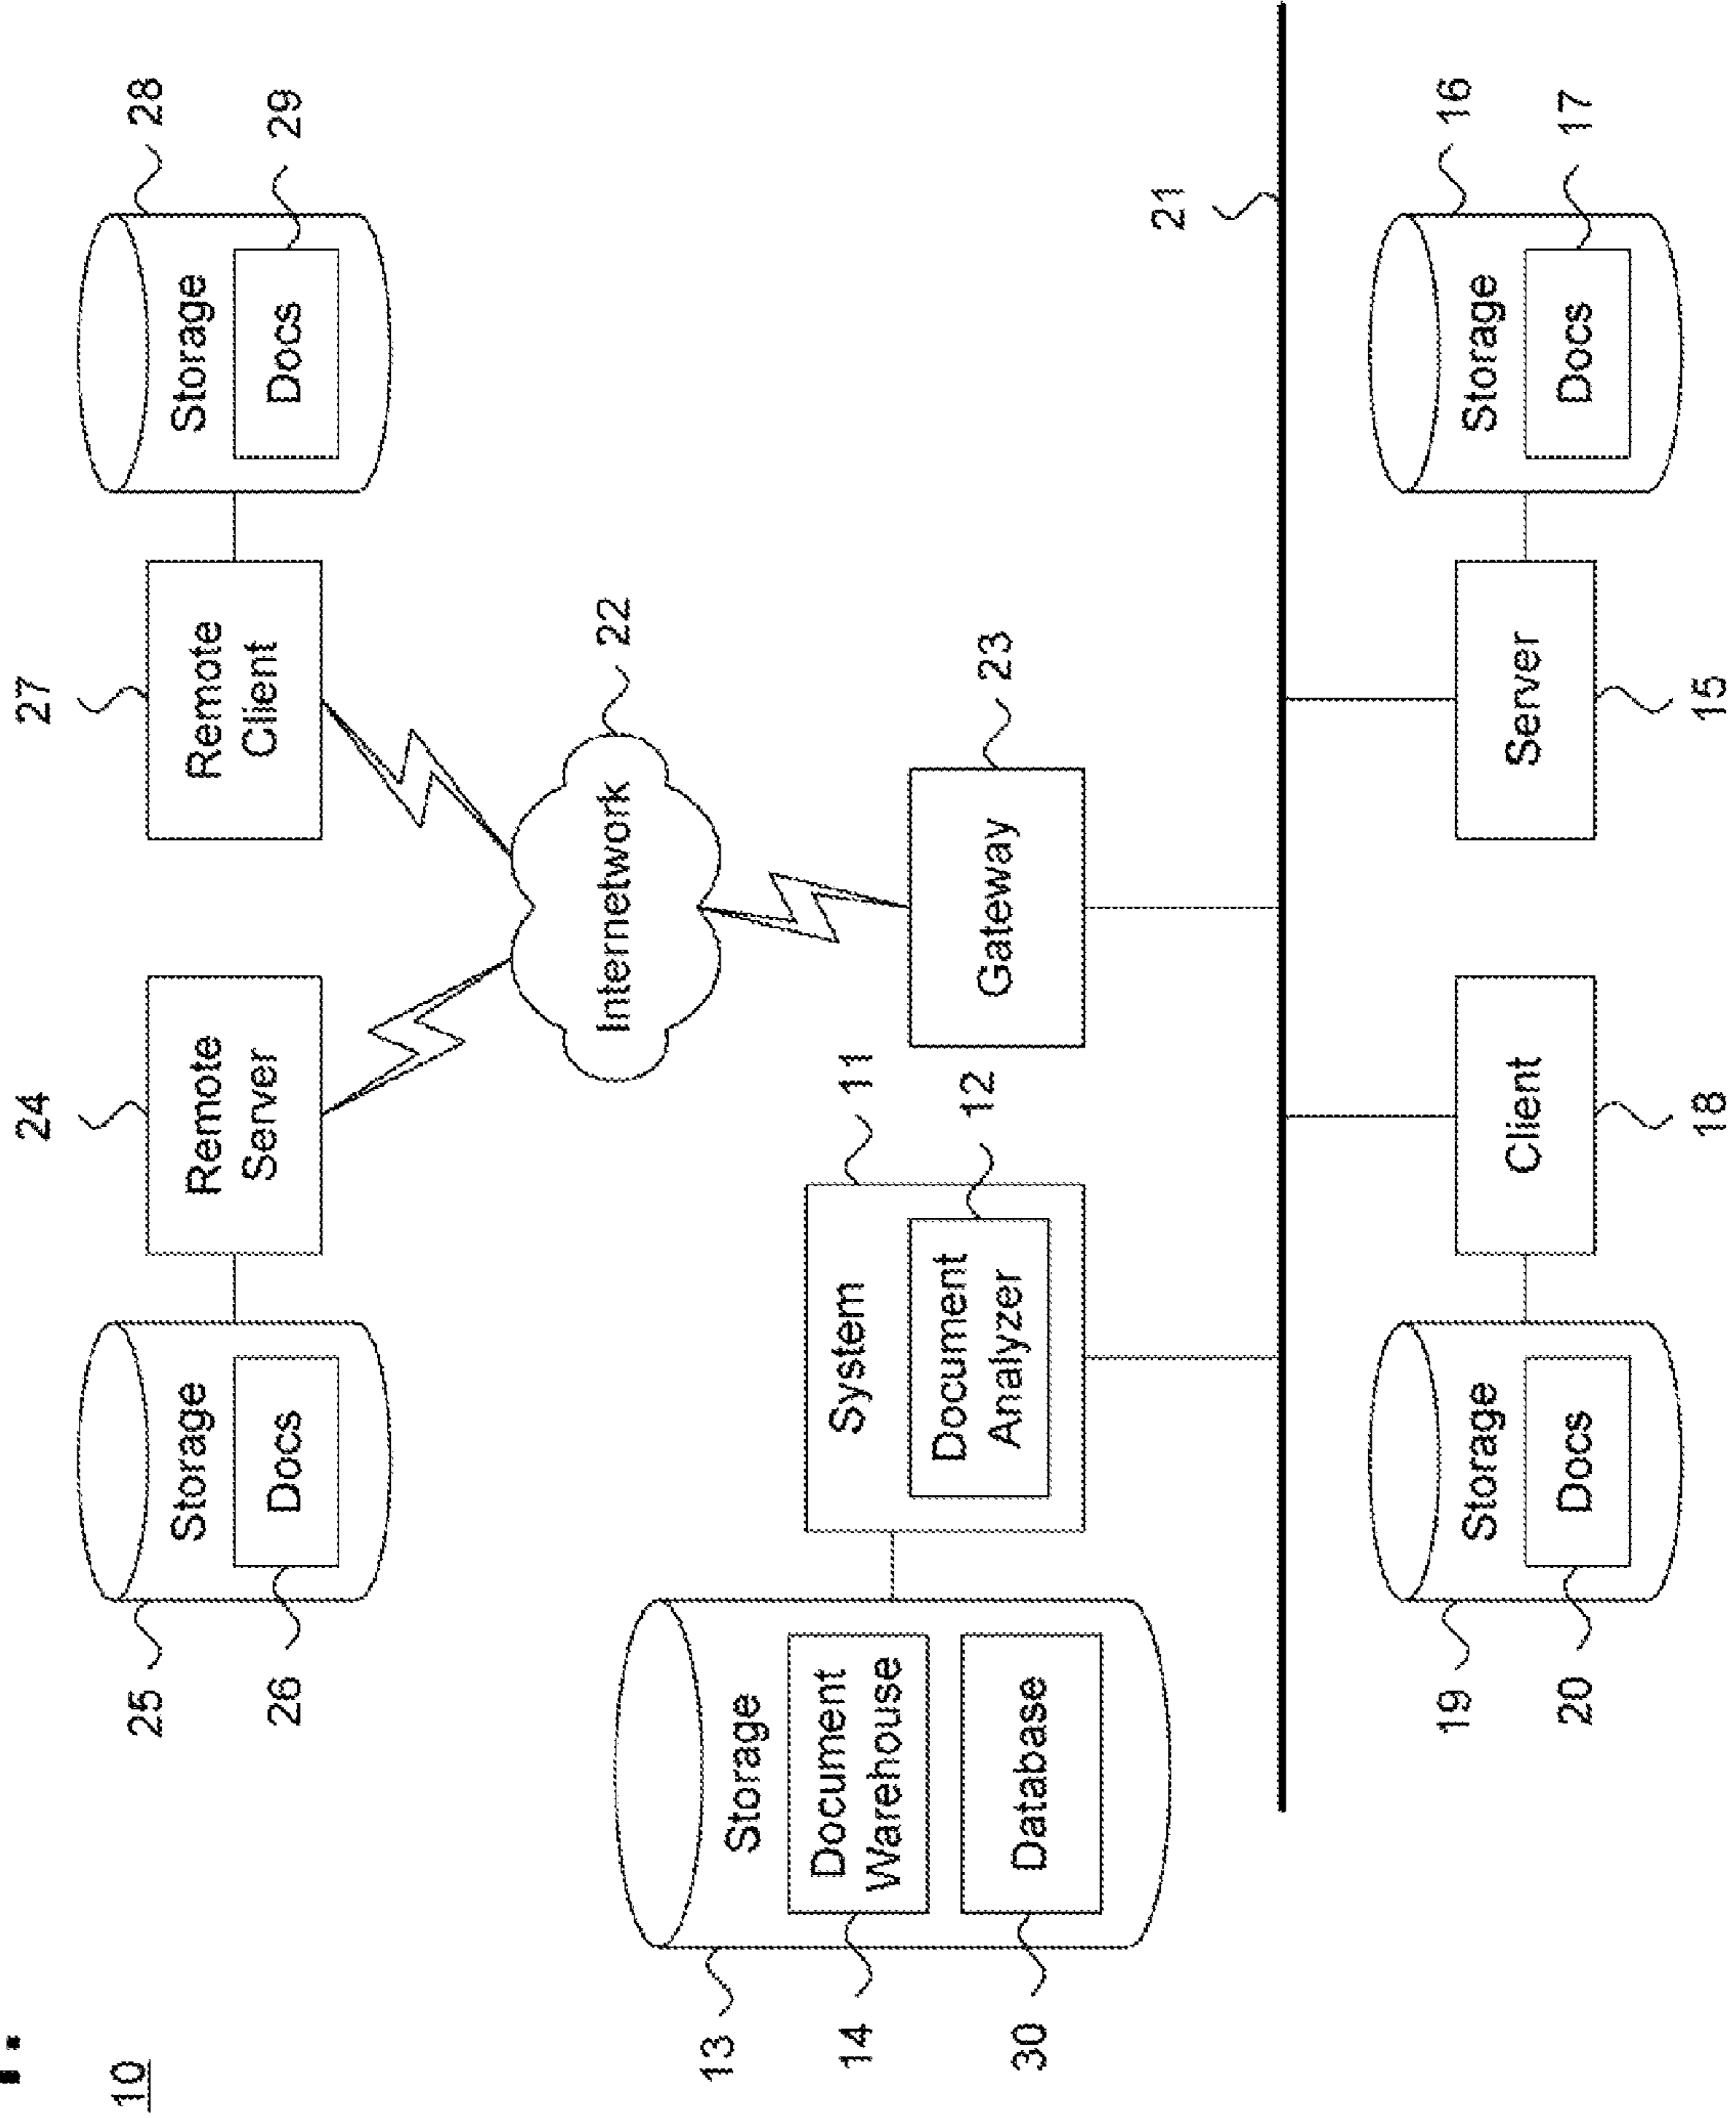 10
24
27
25
26
Storage
Docs
Remote
Server
Remote
Client
Storage
Docs
28
29
Internetwork
22
13
14
30
Storage
Document
Warehouse
Database
System
Document
Analyzer
11
12
Gateway
23
21
19
20
Storage
Docs
Client
Server
Storage
Docs
16
17
18
15